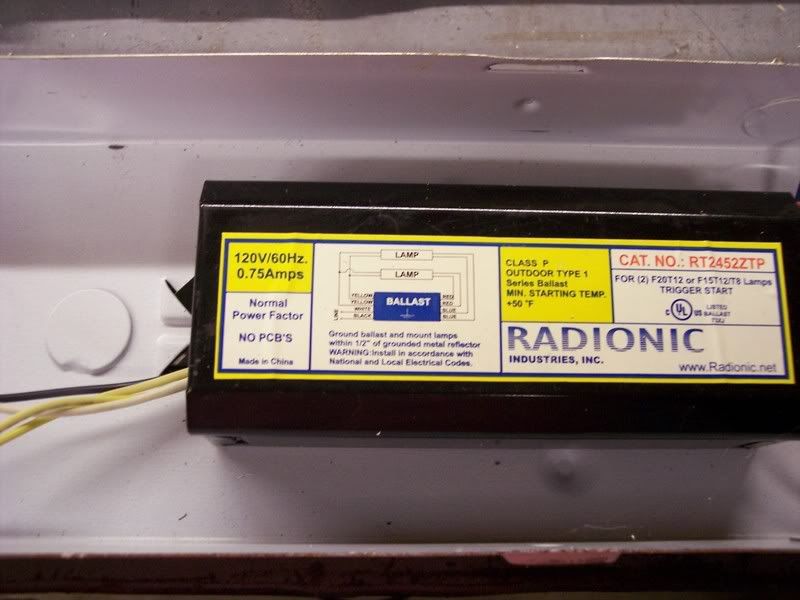 120V/60Hz.
0.75Amps
Normal
Power Factor
NO PCB'S
Made in China
LAMP
LAMP
YELLOW
YELLOW
WHITE
BLACK
LINE
BALLAST
RED
RED
BLUE
BLUE
Ground ballast and mount lamps
within 1/2" of grounded metal reflector
WARNING:Install in accordance with
National and Local Electrical Codes.
CLASS P
OUTDOOR TYPE 1
Series Ballast
MIN. STARTING TEMP.
+50 °F
CAT. NO.: RT2452ZTP
FOR (2) F20T12 or F15T12/T8 Lamps
TRIGGER START
c UL us LISTED
BALLAST
RADIONIC
INDUSTRIES, INC.
www.Radionic.net